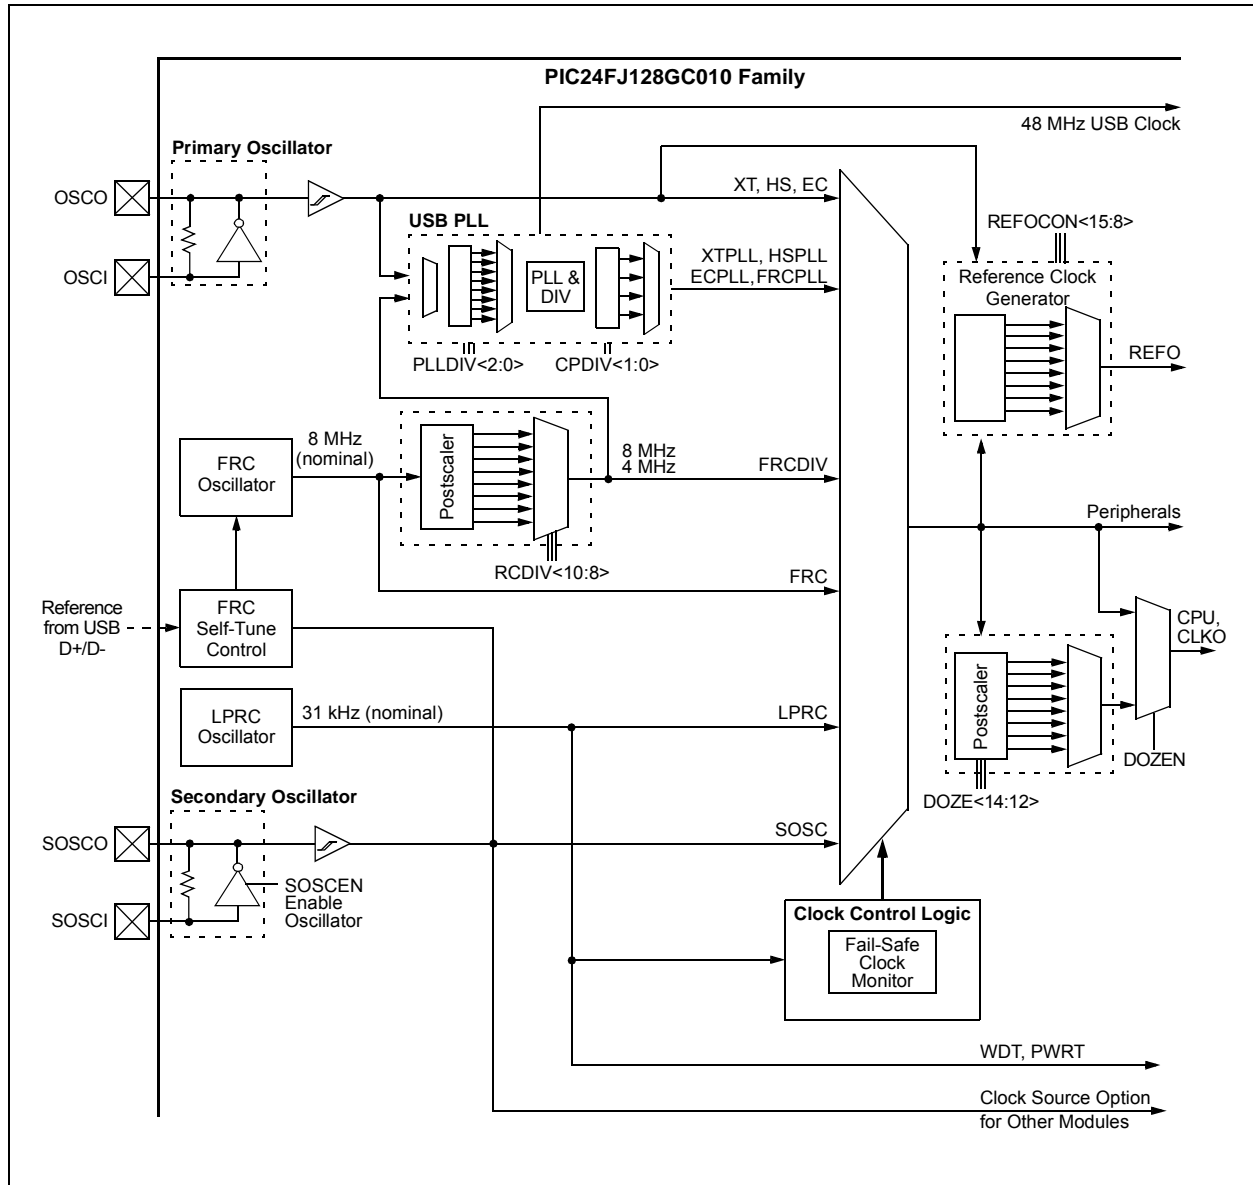 PIC24FJ128GC010 Family
48 MHz USB Clock
Primary Oscillator
OSCO
OSCI
XT, HS, EC
USB PLL
PLL &
DIV
XTPLL, HSPLL
ECPLL, FRCPLL
PLLDIV<2:0>
CPDIV<1:0>
REFOCON<15:8>
Reference Clock
Generator
REFO
FRC
Oscillator
8 MHz
(nominal)
Postscaler
8 MHz
4 MHz
FRCDIV
RCDIV<10:8>
Peripherals
FRC
Reference
from USB
D+/D-
FRC
Self-Tune
Control
CPU,
CLKO
Postscaler
DOZEN
DOZE<14:12>
LPRC
Oscillator
31 kHz (nominal)
LPRC
Secondary Oscillator
SOSCO
SOSCI
SOSCEN
Enable
Oscillator
SOSC
Clock Control Logic
Fail-Safe
Clock
Monitor
WDT, PWRT
Clock Source Option
for Other Modules